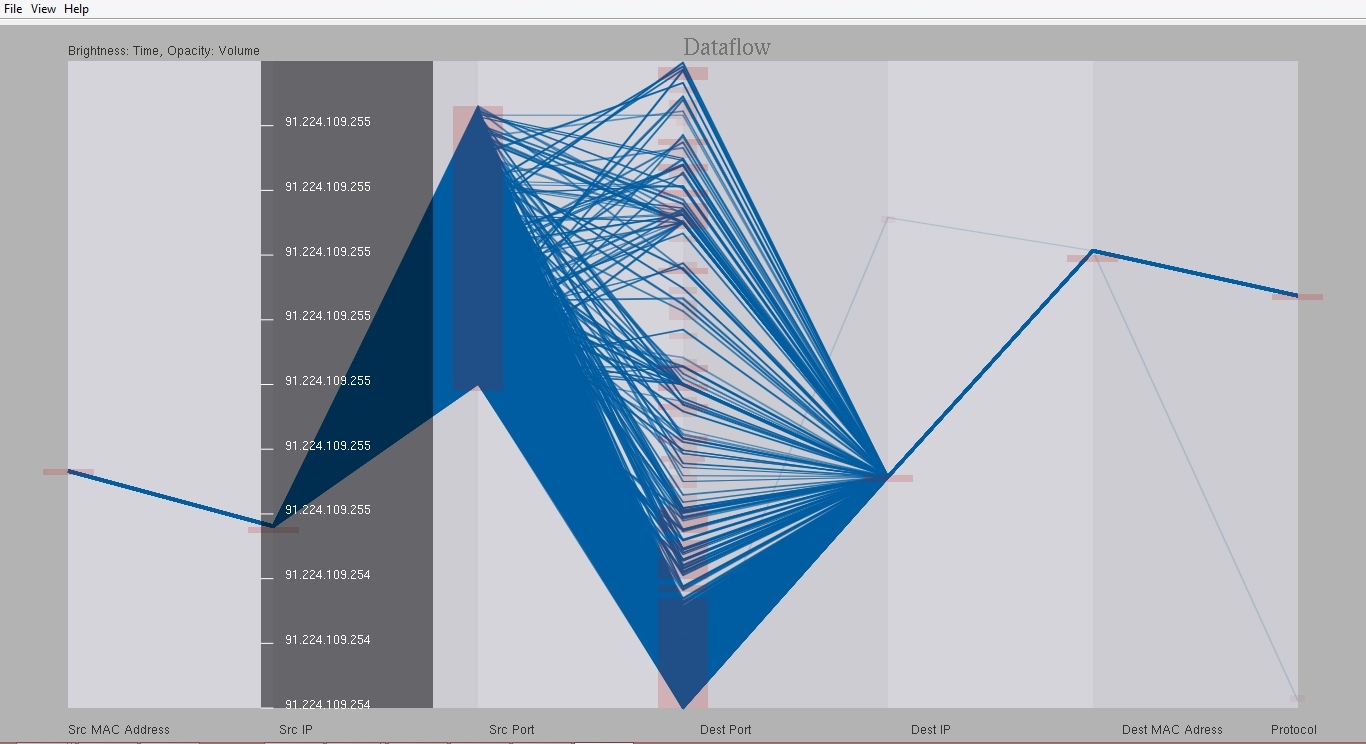 File View Help
Dataflow
Brightness: Time, Opacity: Volume
91.224.109.255
91.224.109.255
91.224.109.255
91.224.109.255
91.224.109.255
91.224.109.255
91.224.109.255
91.224.109.254
91.224.109.254
91.224.109.254
Src MAC Address Src IP Src Port Dest Port Dest IP Dest MAC Adress Protocol